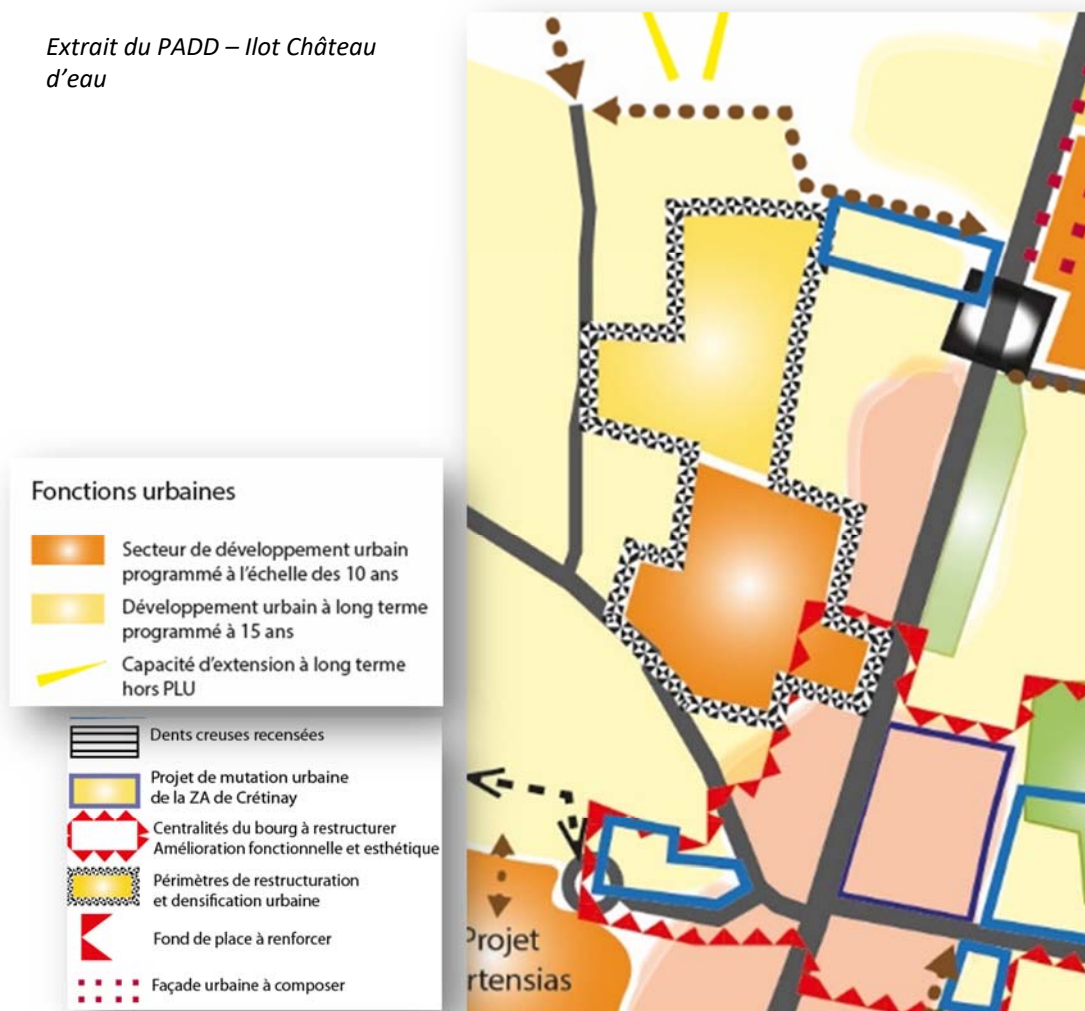 Extrait du PADD – Ilot Château
d'eau
Fonctions urbaines
Secteur de développement urbain
programmé à l'échelle des 10 ans
Développement urbain à long terme
programmé à 15 ans
Capacité d'extension à long terme
hors PLU
Dents creuses recensées
Projet de mutation urbaine
de la ZA de Crétinay
Centralités du bourg à restructurer
Amélioration fonctionnelle et esthétique
Périmètres de restructuration
et densification urbaine
Fond de place à renforcer
Façade urbaine à composer
Projet
rtensias